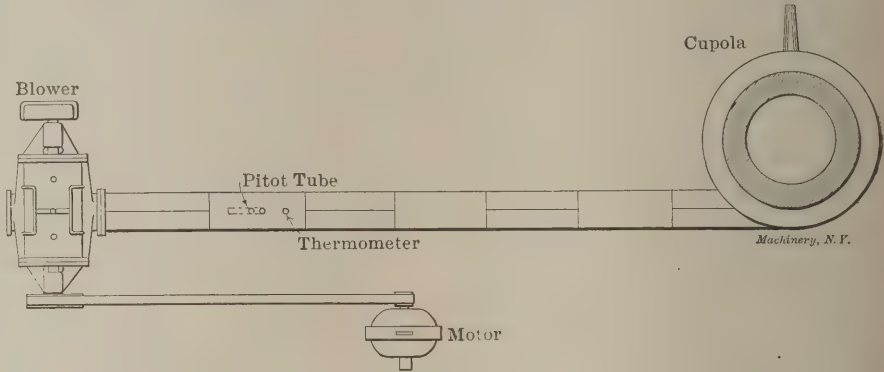 Cupola
Blower
Pitot Tube
Thermometer
Machinery, N.Y.
Motor